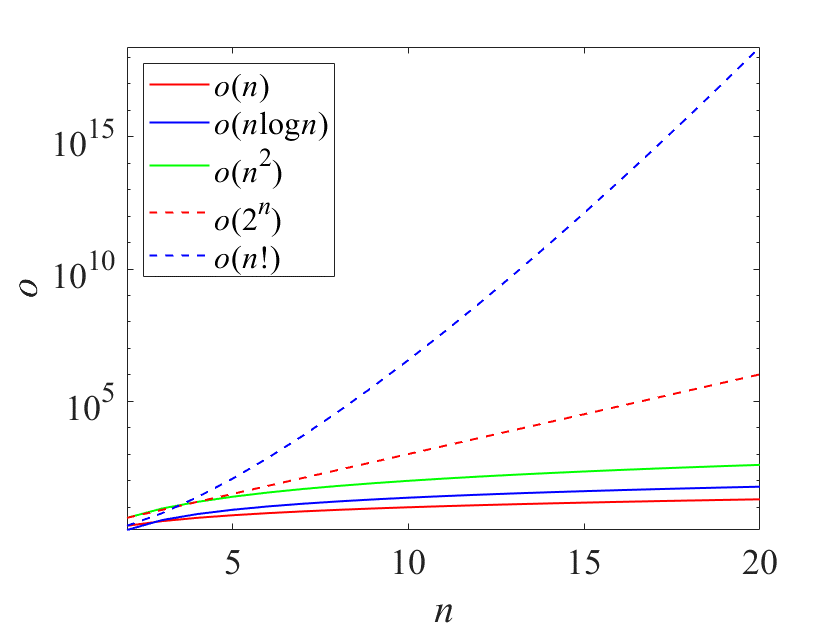 o(n)
o(nlogn)
o(n²)
o(2ⁿ)
o(n!)
10¹⁵
10¹⁰
10⁵
o
5 10 15 20
n